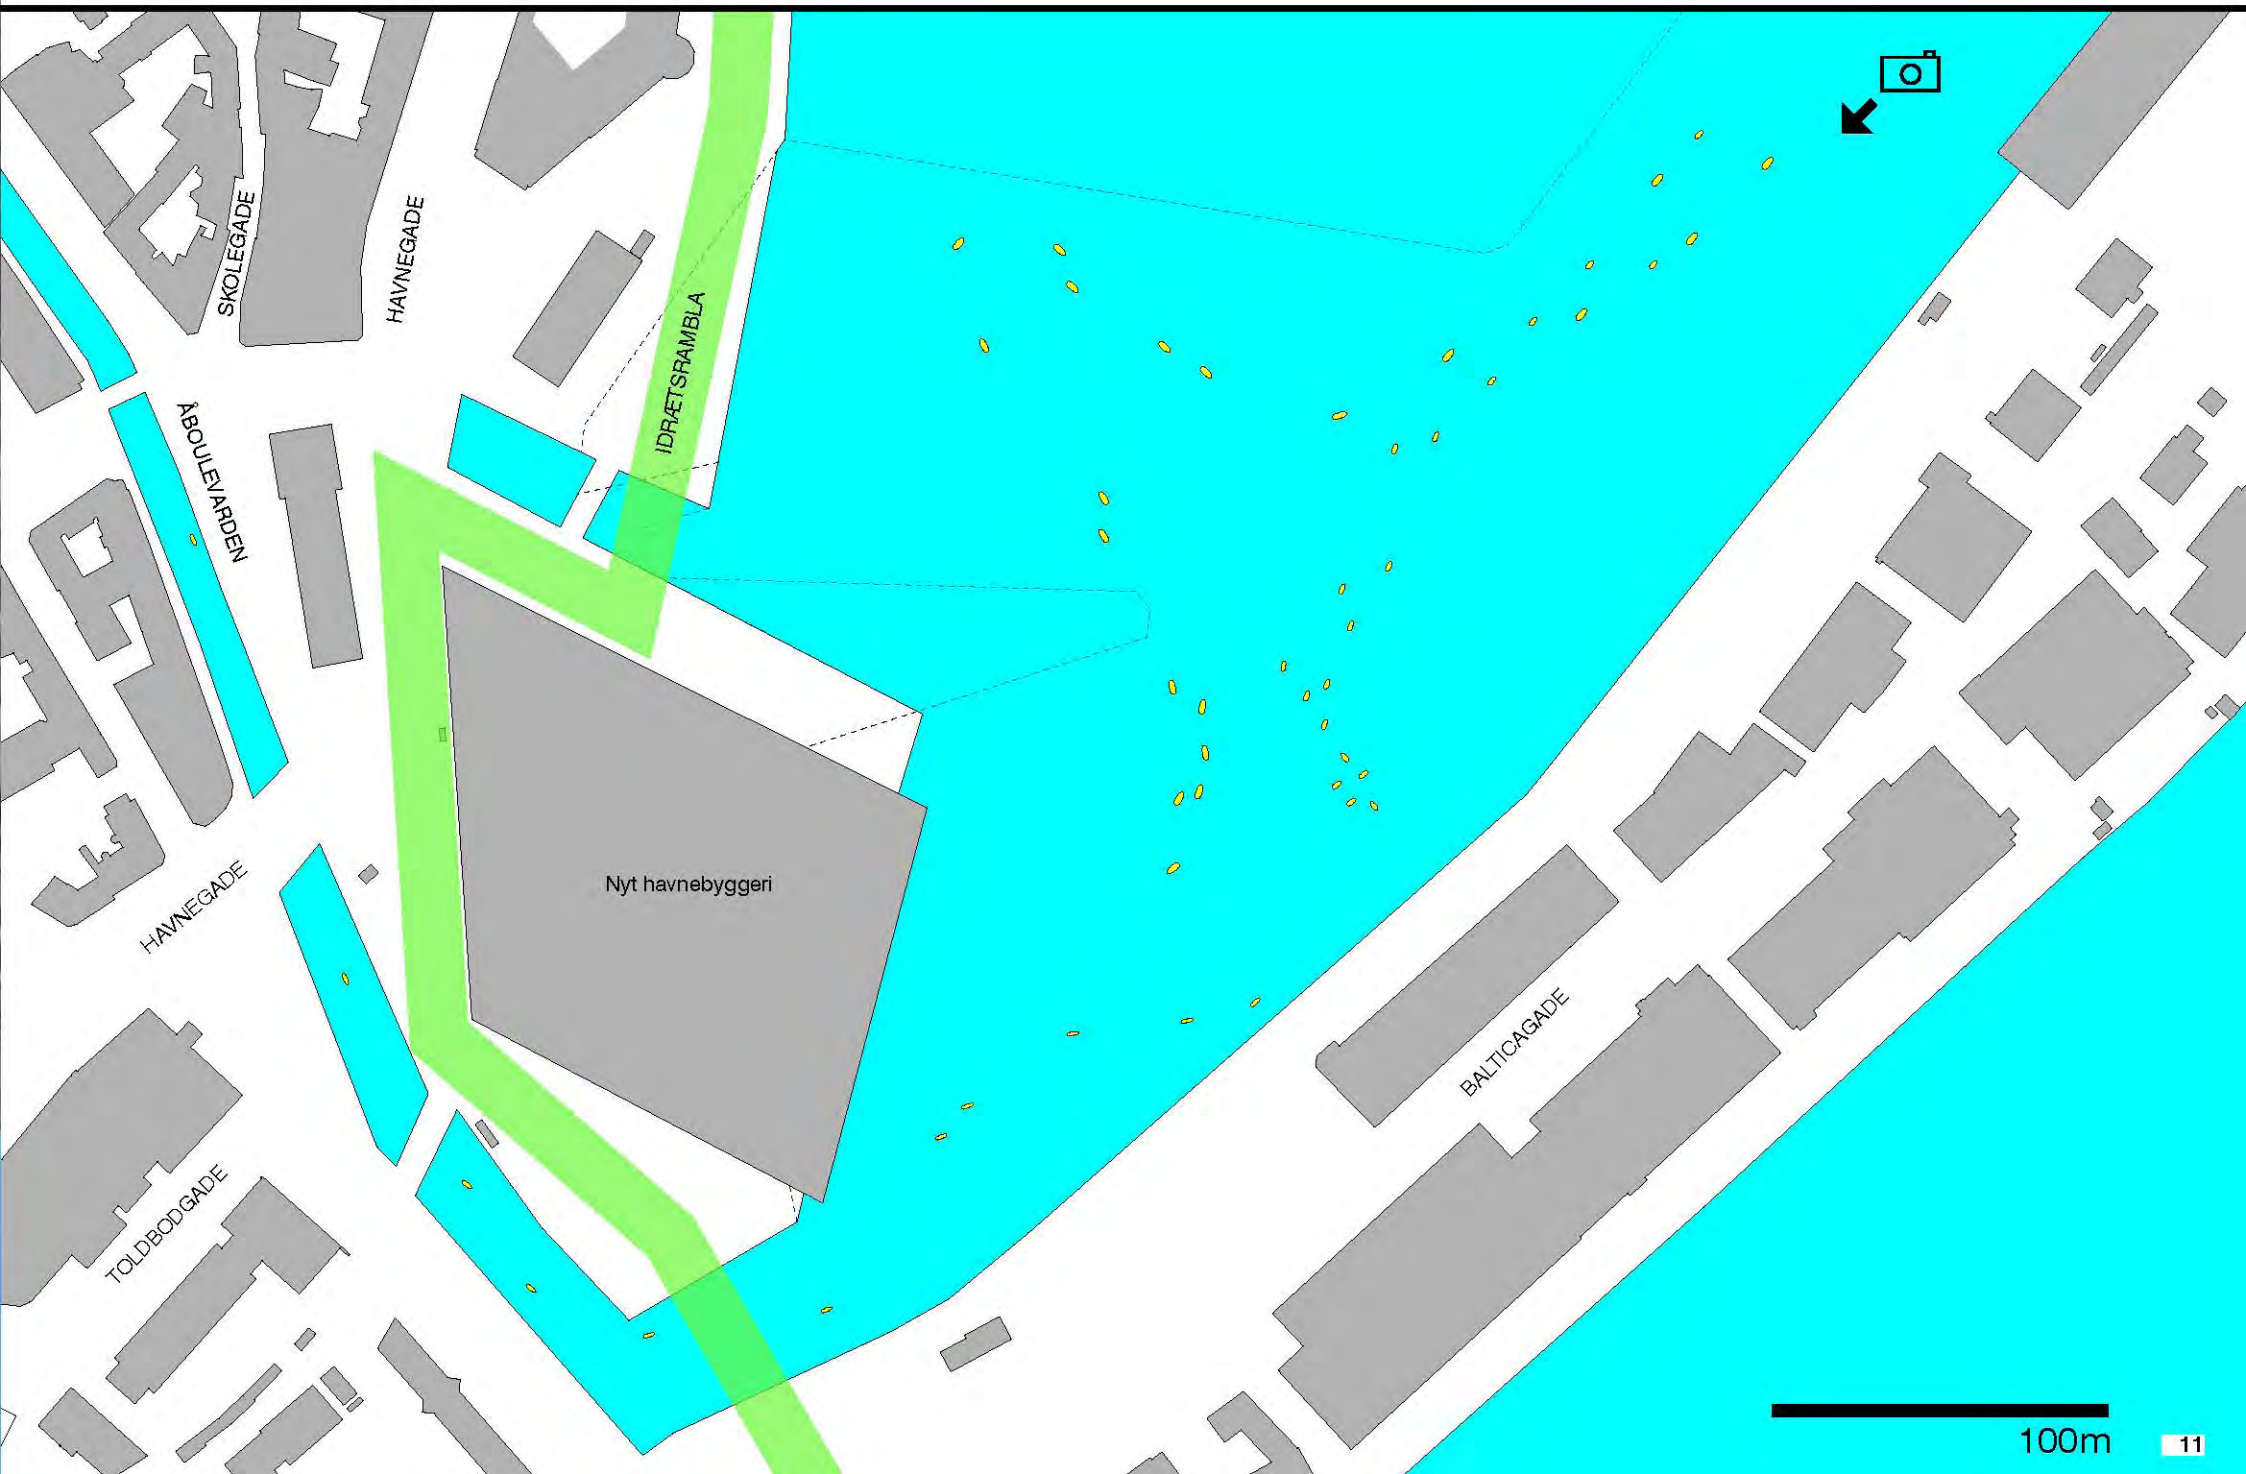 SKOLEGADE
HAVNEGADE
IDRÆTSRAMBLA
ÅBOULEVARDEN
Nyt havnebyggeri
HAVNEGADE
BALTICAGADE
TOLDBODGADE
100m
11